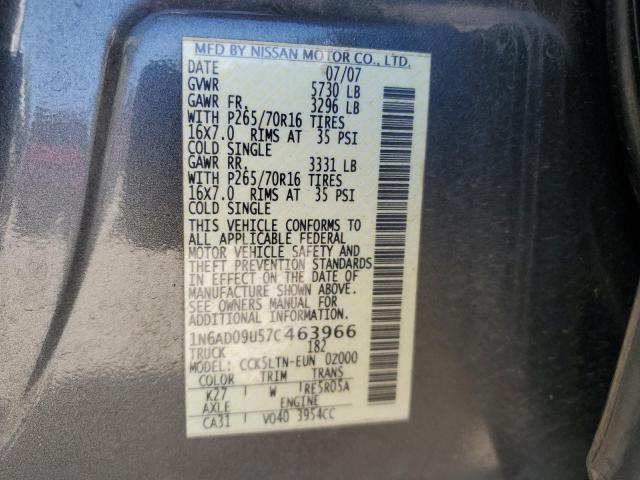 MFD BY NISSAN MOTOR CO., LTD.
DATE 07/07
GVWR 5730 LB
GAWR FR. 3296 LB
WITH P265/70R16 TIRES
16X7.0 RIMS AT 35 PSI
COLD SINGLE
GAWR RR. 3331 LB
WITH P265/70R16 TIRES
16X7.0 RIMS AT 35 PSI
COLD SINGLE
THIS VEHICLE CONFORMS TO
ALL APPLICABLE FEDERAL
MOTOR VEHICLE SAFETY AND
THEFT PREVENTION STANDARDS
IN EFFECT ON THE DATE OF
MANUFACTURE SHOWN ABOVE.
SEE OWNERS MANUAL FOR
ADDITIONAL INFORMATION.
1N6AD09U57C463966
TRUCK 182
MODEL: CCK5LTN-EUN 0Z000
COLOR TRIM TRANS
K27 W RE5R05A
AXLE ENGINE
CA31 VQ40 3954CC